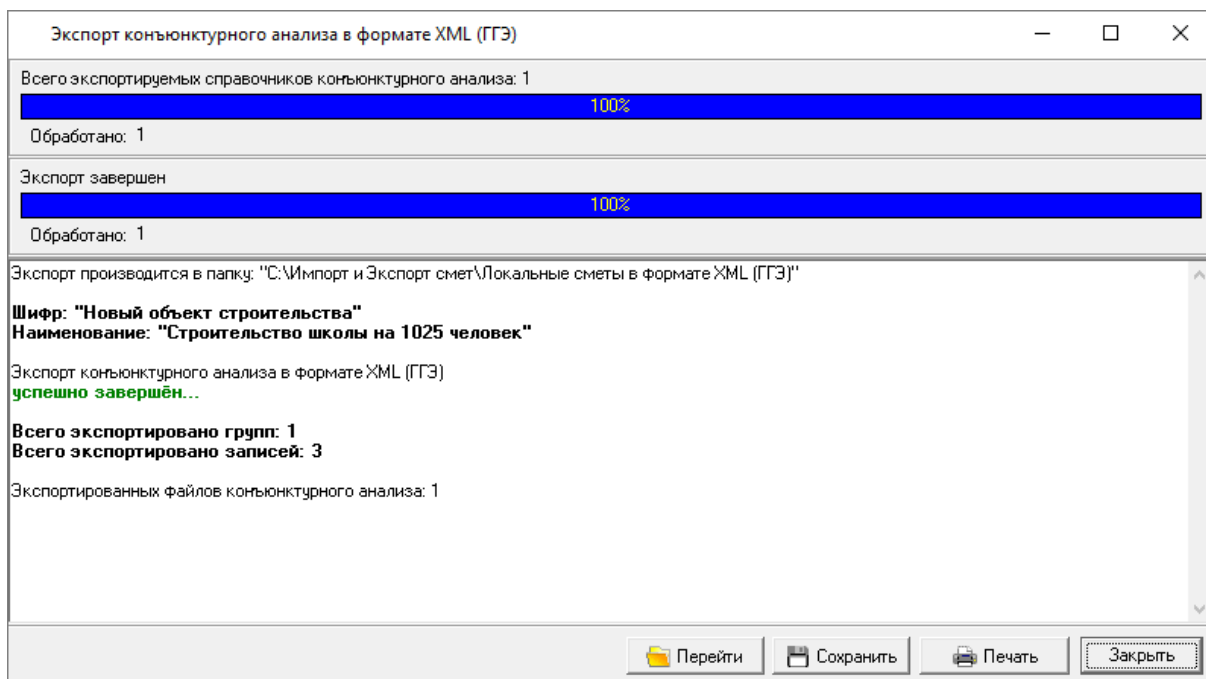 Экспорт конъюнктурного анализа в формате XML (ГГЭ)
Всего экспортируемых справочников конъюнктурного анализа: 1
100%
Обработано: 1
Экспорт завершен
100%
Обработано: 1
Экспорт производится в папку: "C:\Импорт и Экспорт смет\Локальные сметы в формате XML (ГГЭ)"
Шифр: "Новый объект строительства"
Наименование: "Строительство школы на 1025 человек"
Экспорт конъюнктурного анализа в формате XML (ГГЭ)
успешно завершён...
Всего экспортировано групп: 1
Всего экспортировано записей: 3
Экспортированных файлов конъюнктурного анализа: 1
Перейти Сохранить Печать Закрыть